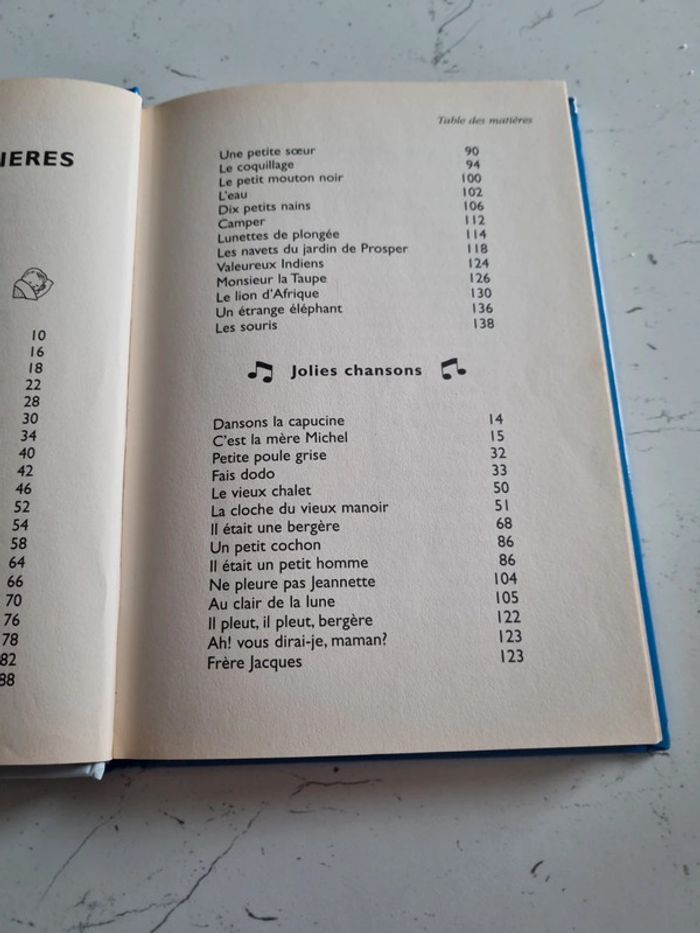 IERES
10
16
18
22
28
30
34
40
42
46
52
54
58
64
66
70
76
78
82
88
Table des matières
Une petite sœur 90
Le coquillage 94
Le petit mouton noir 100
L'eau 102
Dix petits nains 106
Camper 112
Lunettes de plongée 114
Les navets du jardin de Prosper 118
Valeureux Indiens 124
Monsieur la Taupe 126
Le lion d'Afrique 130
Un étrange éléphant 136
Les souris 138
Jolies chansons
Dansons la capucine 14
C'est la mère Michel 15
Petite poule grise 32
Fais dodo 33
Le vieux chalet 50
La cloche du vieux manoir 51
Il était une bergère 68
Un petit cochon 86
Il était un petit homme 86
Ne pleure pas Jeannette 104
Au clair de la lune 105
Il pleut, il pleut, bergère 122
Ah! vous dirai-je, maman? 123
Frère Jacques 123